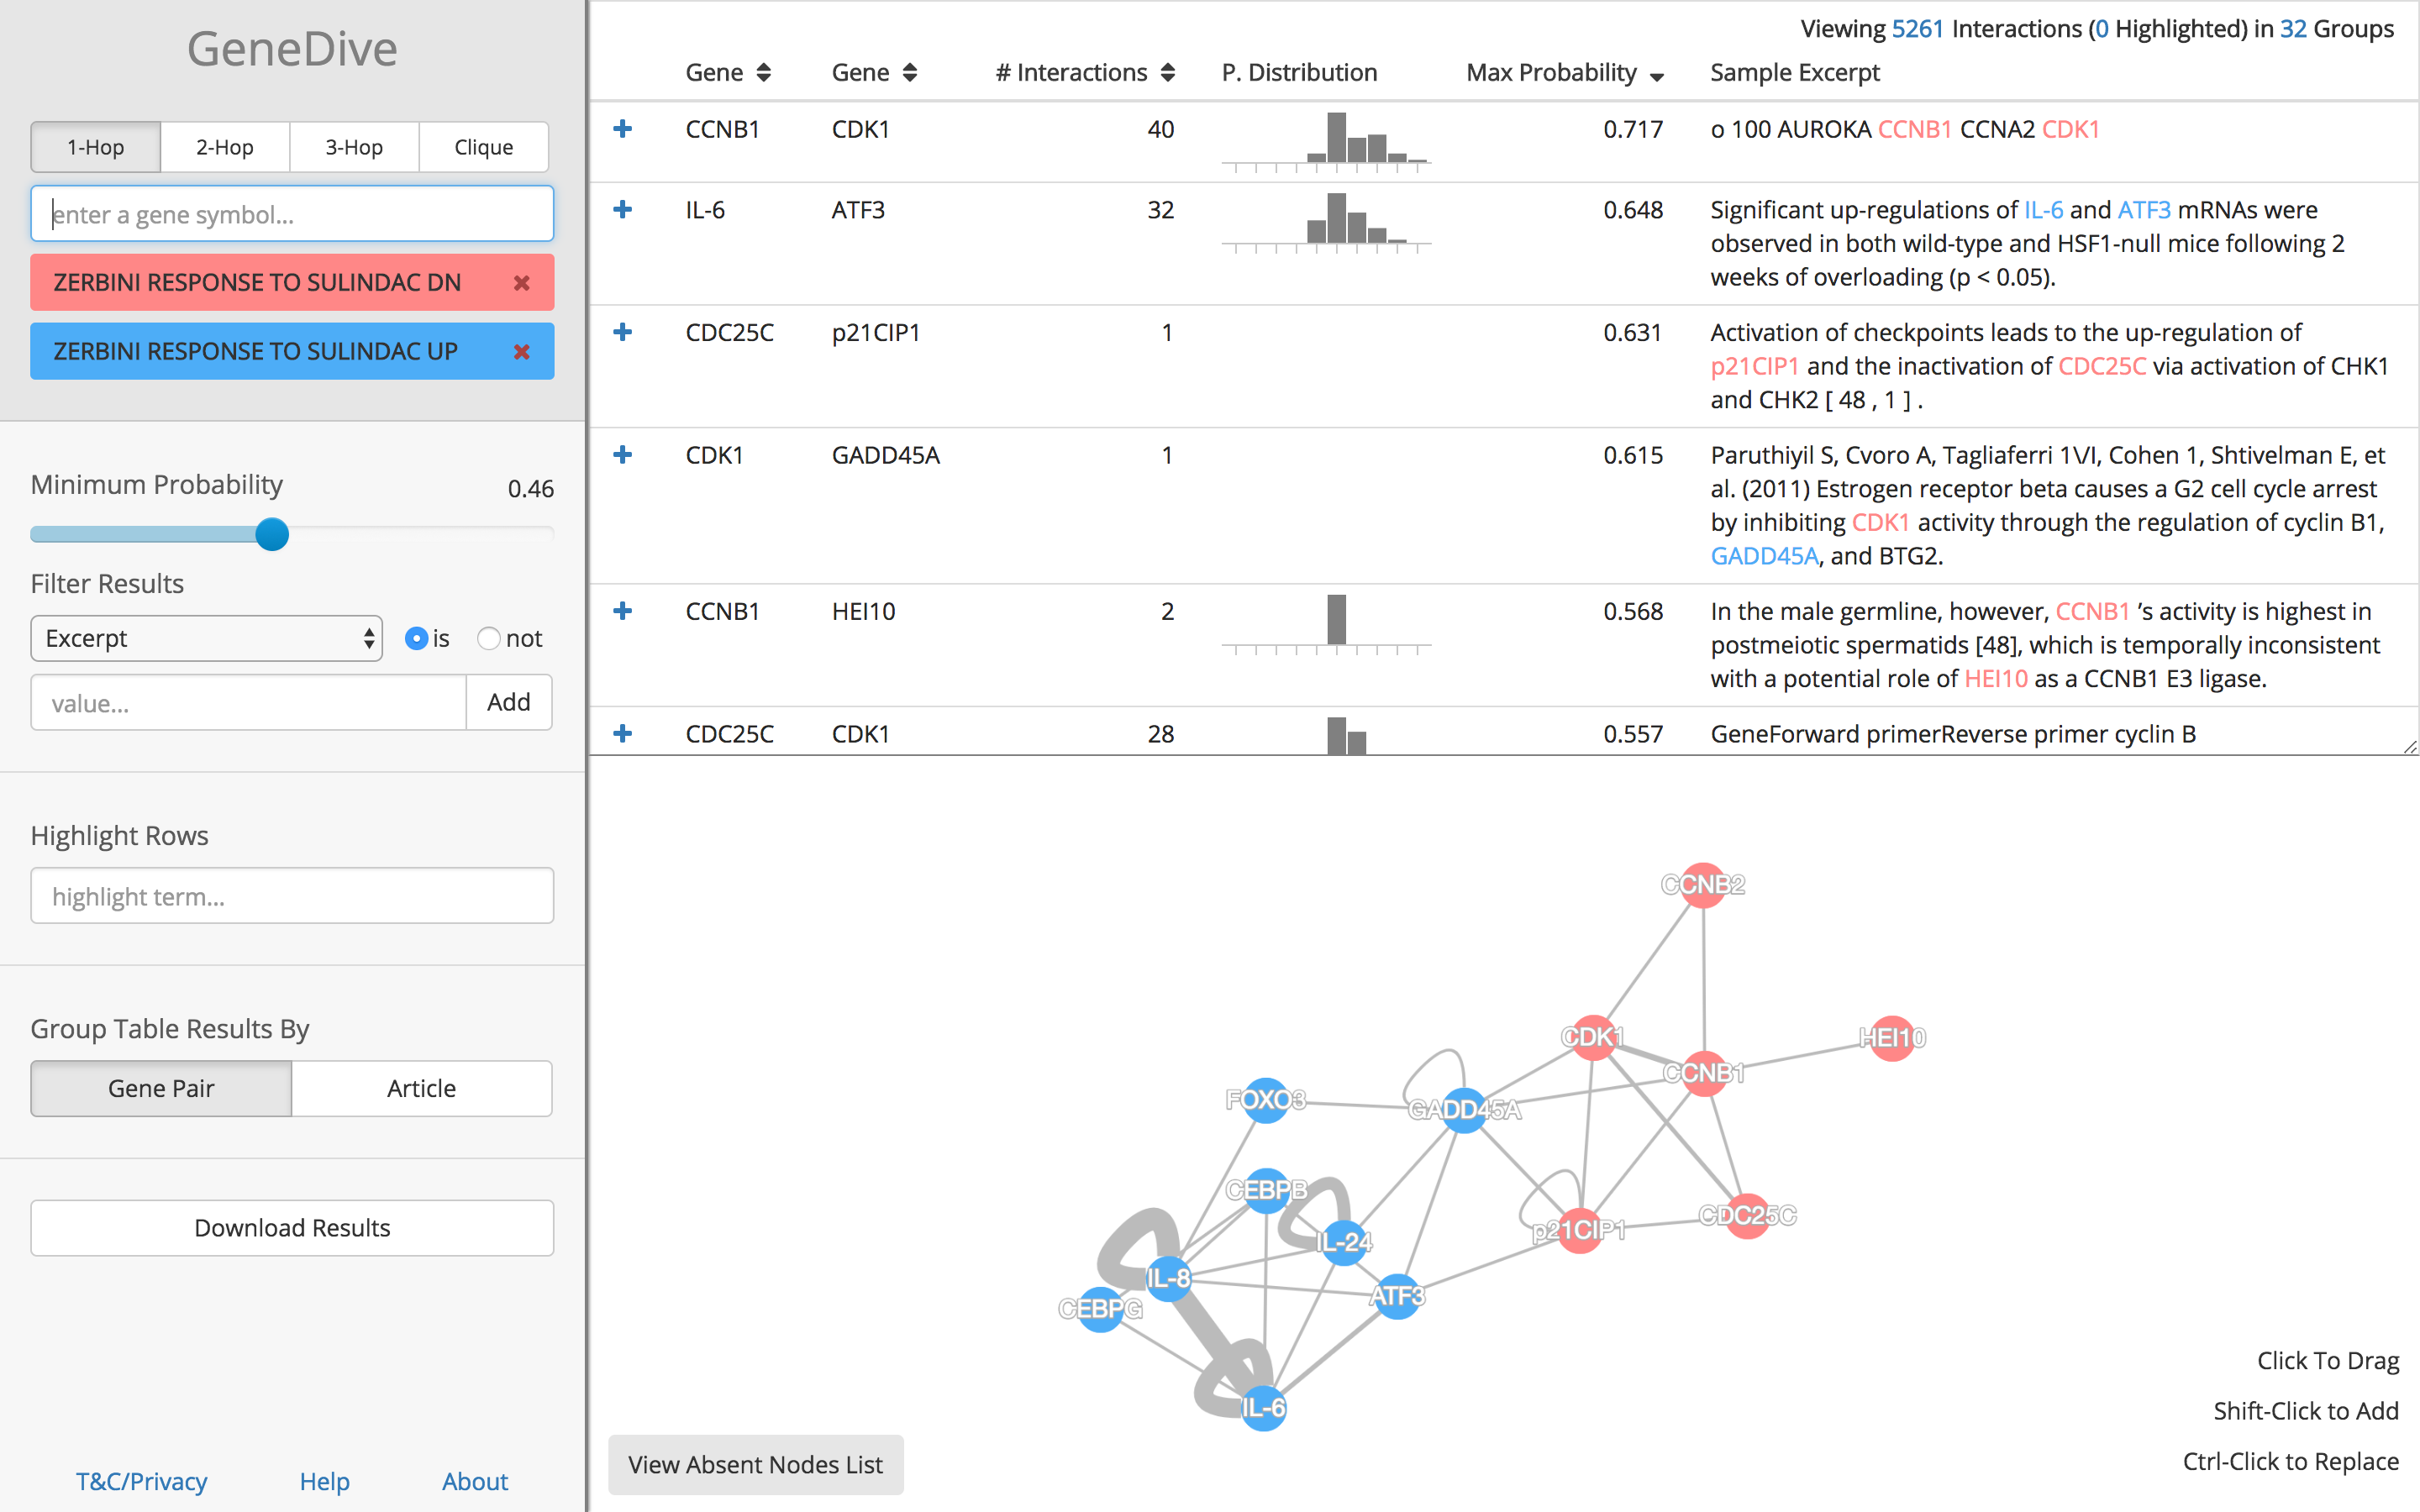 GeneDive
1-Hop 2-Hop 3-Hop Clique
enter a gene symbol...
ZERBINI RESPONSE TO SULINDAC DN
ZERBINI RESPONSE TO SULINDAC UP
Minimum Probability 0.46
Filter Results
Excerpt is not
value... Add
Highlight Rows
highlight term...
Group Table Results By
Gene Pair Article
Download Results
T&C/Privacy Help About
Viewing 5261 Interactions (0 Highlighted) in 32 Groups
Gene Gene # Interactions P. Distribution Max Probability Sample Excerpt
CCNB1 CDK1 40 0.717 o 100 AUROKA CCNB1 CCNA2 CDK1
IL-6 ATF3 32 0.648 Significant up-regulations of IL-6 and ATF3 mRNAs were
observed in both wild-type and HSF1-null mice following 2
weeks of overloading (p < 0.05).
CDC25C p21CIP1 1 0.631 Activation of checkpoints leads to the up-regulation of
p21CIP1 and the inactivation of CDC25C via activation of CHK1
and CHK2 [ 48 , 1 ] .
CDK1 GADD45A 1 0.615 Paruthiyil S, Cvoro A, Tagliaferri 1\/I, Cohen 1, Shtivelman E, et
al. (2011) Estrogen receptor beta causes a G2 cell cycle arrest
by inhibiting CDK1 activity through the regulation of cyclin B1,
GADD45A, and BTG2.
CCNB1 HEI10 2 0.568 In the male germline, however, CCNB1 's activity is highest in
postmeiotic spermatids [48], which is temporally inconsistent
with a potential role of HEI10 as a CCNB1 E3 ligase.
CDC25C CDK1 28 0.557 GeneForward primerReverse primer cyclin B
CCNB2
CDK1
HEI10
CCNB1
FOXO3
GADD45A
CEBPB
CDC25C
p21CIP1
IL-24
IL-8
ATF3
CEBPG
IL-6
Click To Drag
Shift-Click to Add
Ctrl-Click to Replace
View Absent Nodes List